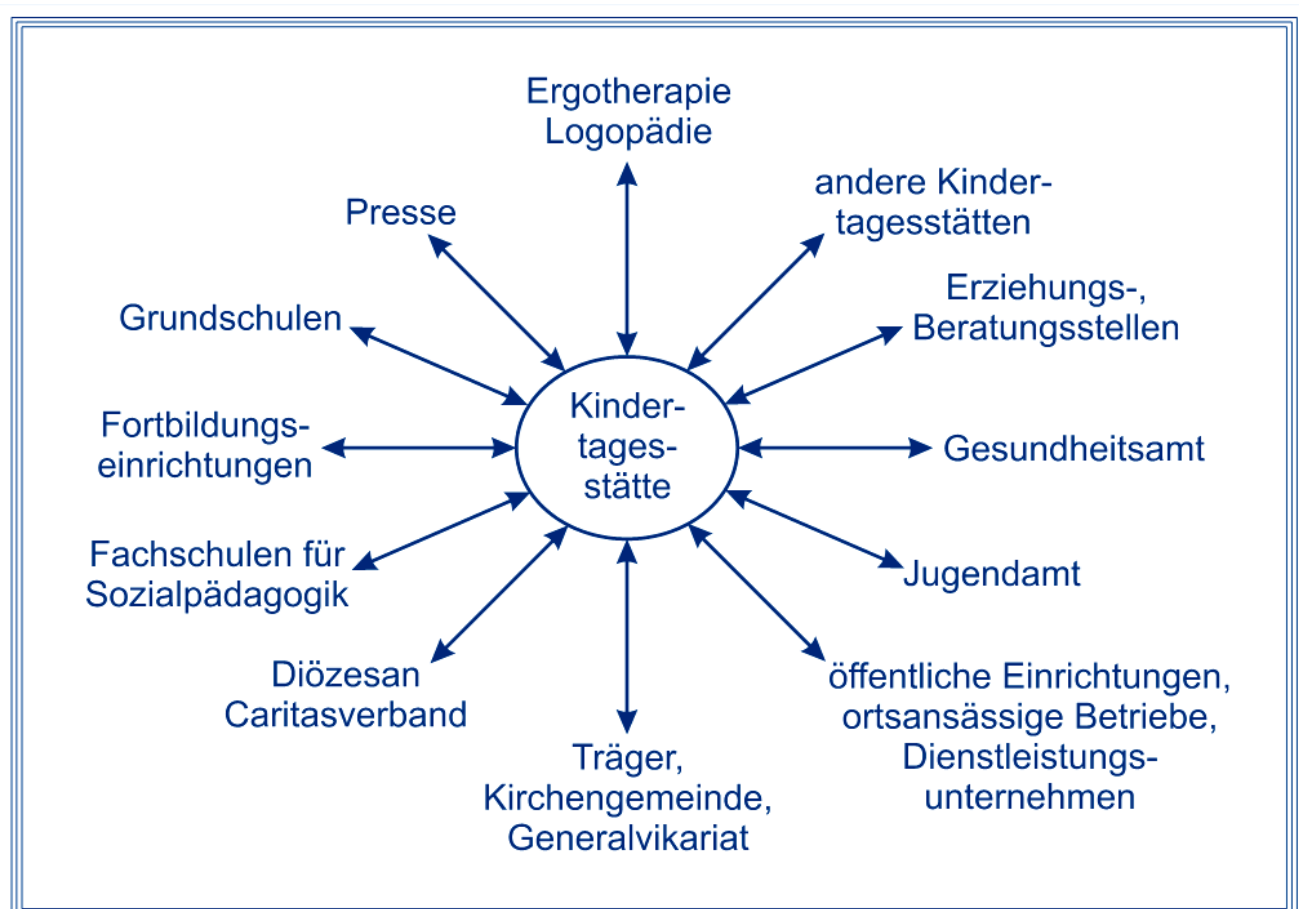 Ergotherapie
Logopädie
andere Kinder-
tagesstätten
Presse
Erziehungs-,
Beratungsstellen
Grundschulen
Kinder-
tages-
stätte
Fortbildungs-
einrichtungen
Gesundheitsamt
Fachschulen für
Sozialpädagogik
Jugendamt
Diözesan
Caritasverband
öffentliche Einrichtungen,
ortsansässige Betriebe,
Dienstleistungs-
unternehmen
Träger,
Kirchengemeinde,
Generalvikariat